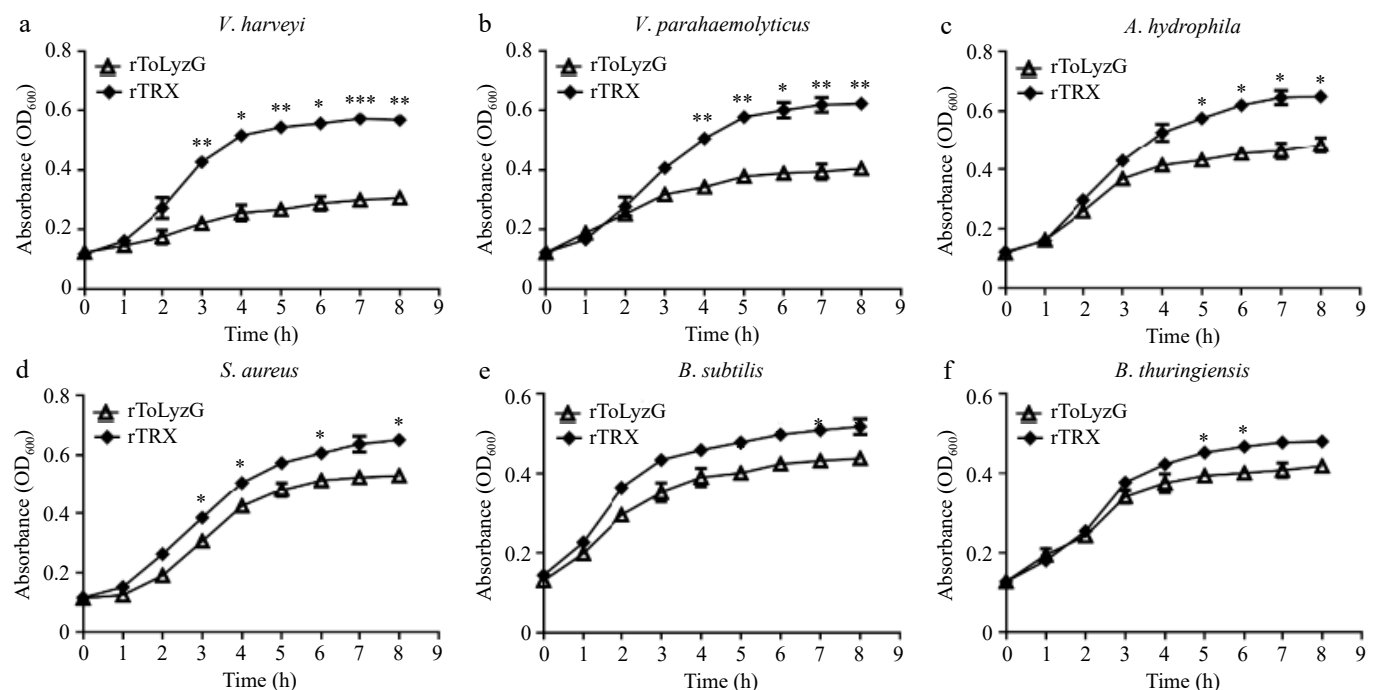 a
V. harveyi
0.8
0.6
0.4
0.2
0
Absorbance (OD600)
rToLyzG
rTRX
** * ** * *** **
0 1 2 3 4 5 6 7 8 9
Time (h)
b
V. parahaemolyticus
0.8
0.6
0.4
0.2
0
Absorbance (OD600)
rToLyzG
rTRX
** ** * ** **
0 1 2 3 4 5 6 7 8 9
Time (h)
c
A. hydrophila
0.8
0.6
0.4
0.2
0
Absorbance (OD600)
rToLyzG
rTRX
* * * *
0 1 2 3 4 5 6 7 8 9
Time (h)
d
S. aureus
0.8
0.6
0.4
0.2
0
Absorbance (OD600)
rToLyzG
rTRX
* * * *
0 1 2 3 4 5 6 7 8 9
Time (h)
e
B. subtilis
0.6
0.4
0.2
0
Absorbance (OD600)
rToLyzG
rTRX
*
0 1 2 3 4 5 6 7 8 9
Time (h)
f
B. thuringiensis
0.6
0.4
0.2
0
Absorbance (OD600)
rToLyzG
rTRX
* *
0 1 2 3 4 5 6 7 8 9
Time (h)